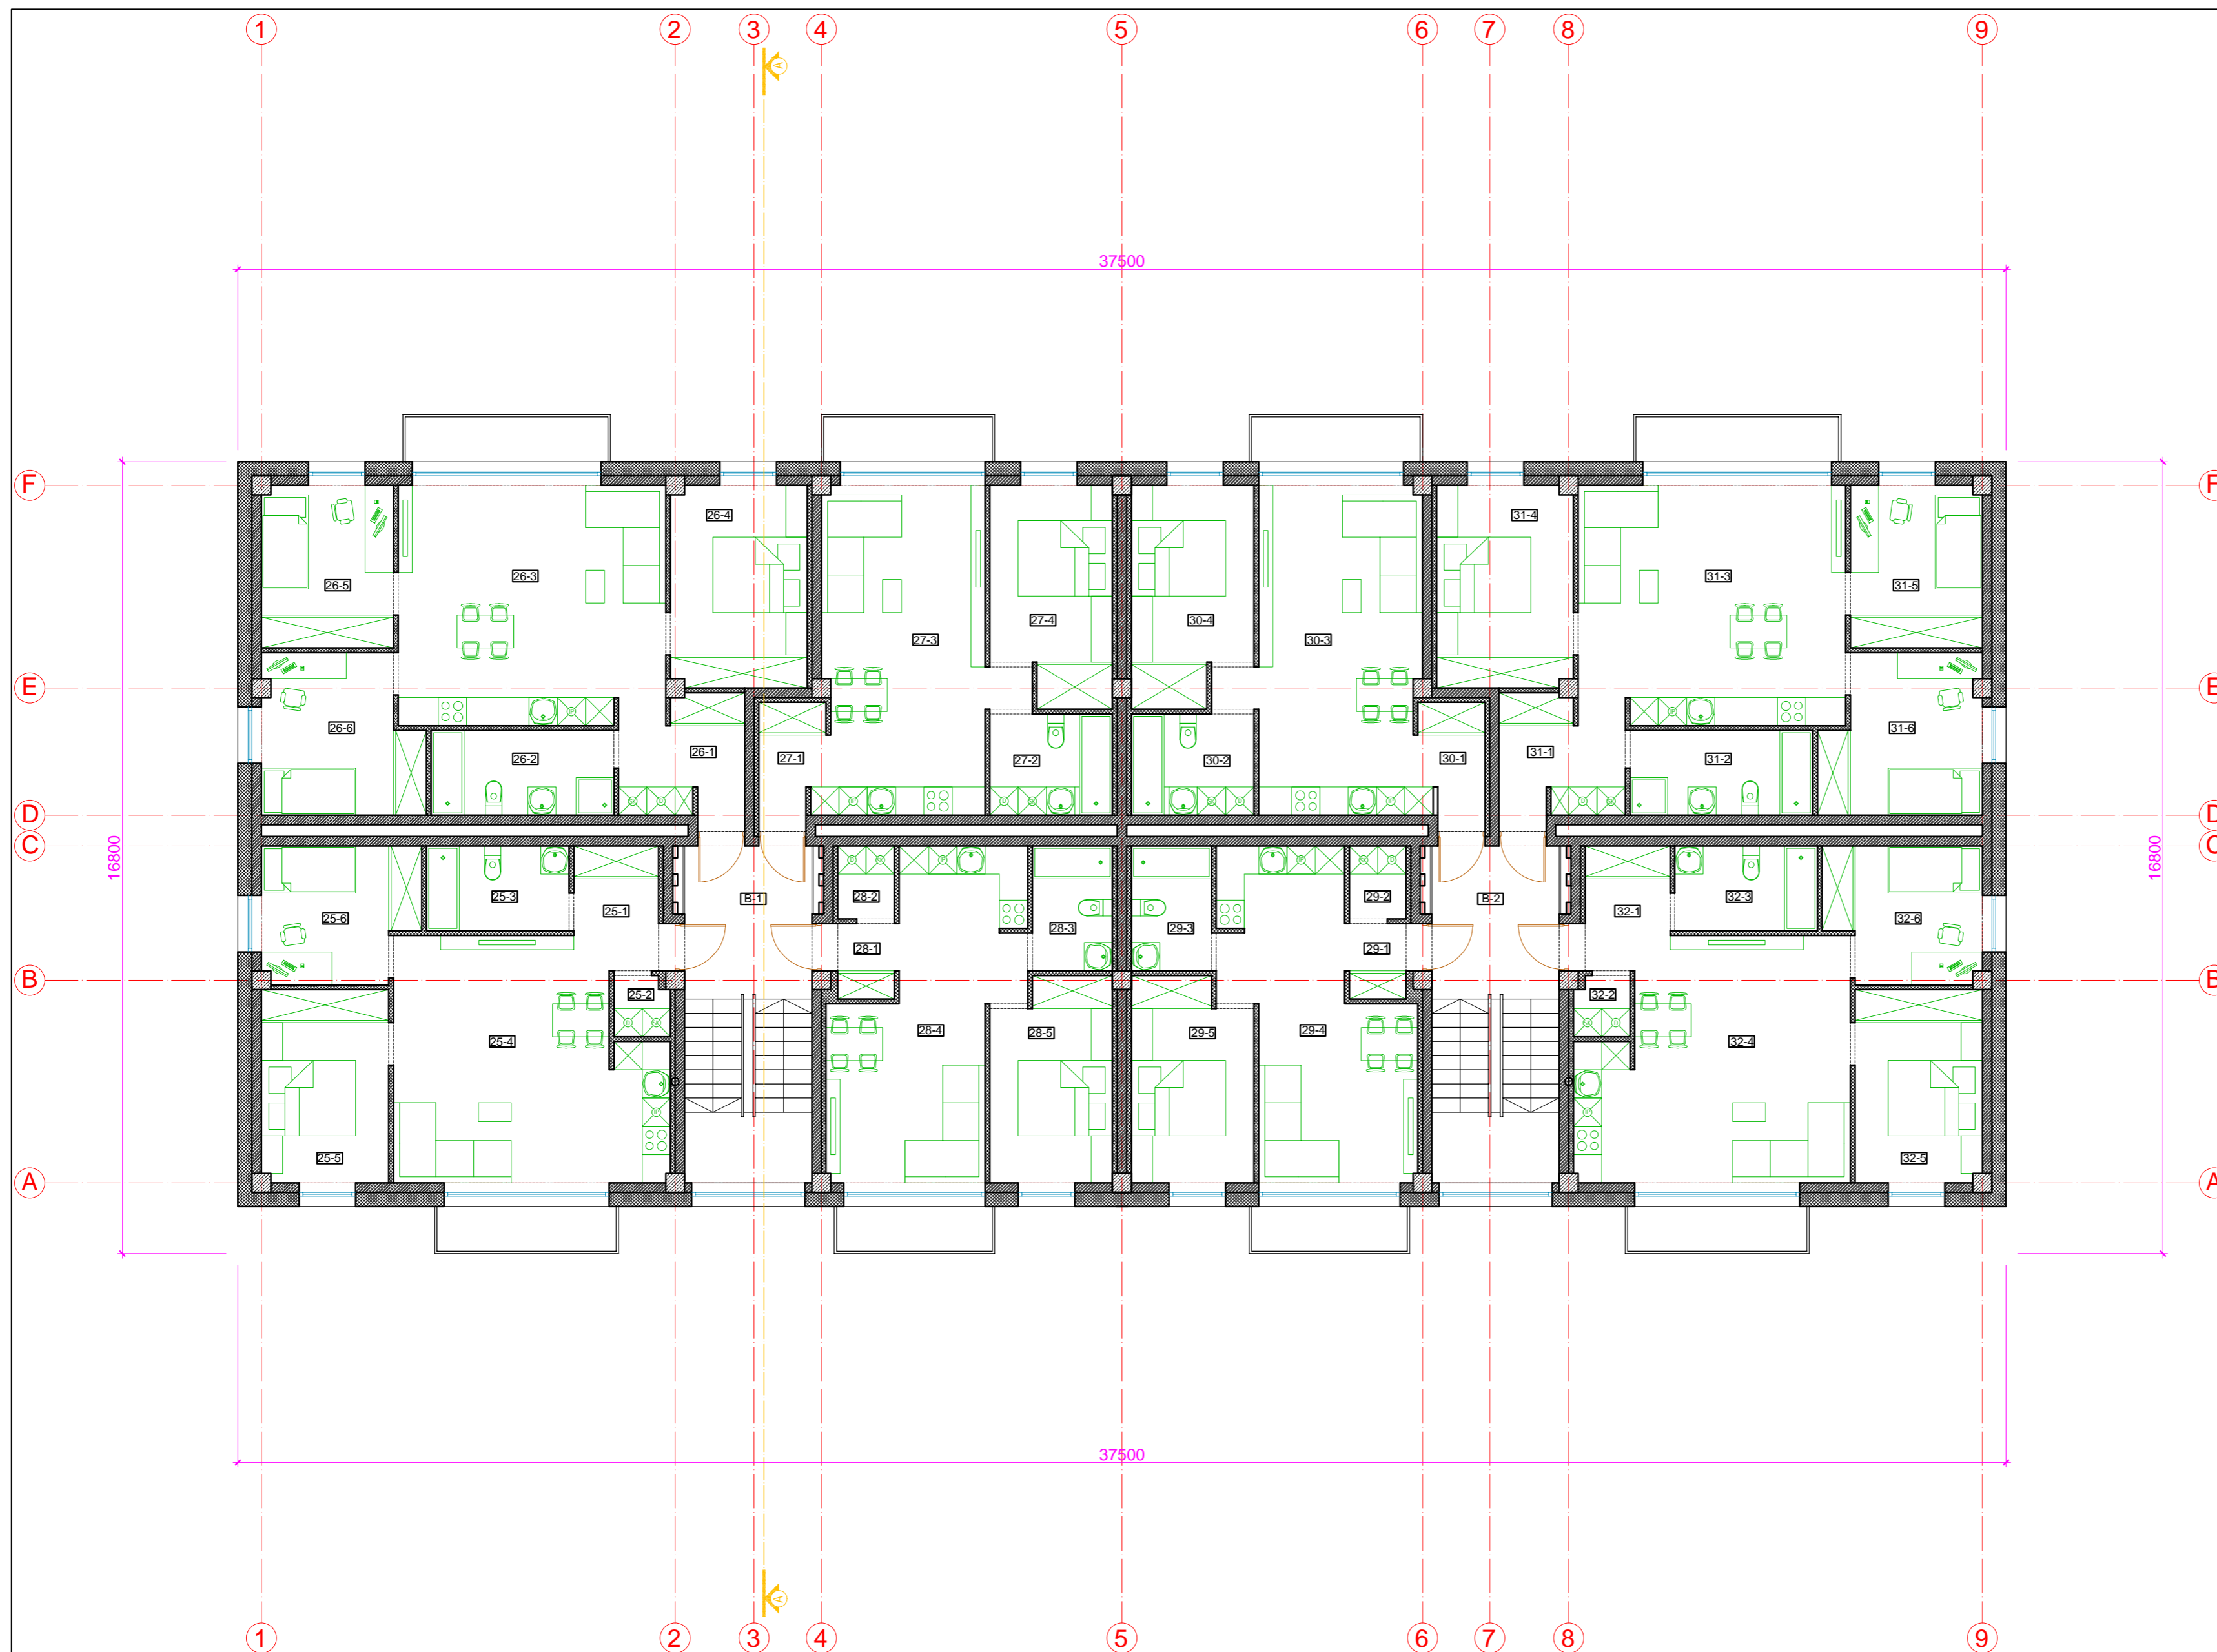 1 2 3 4 5 6 7 8 9
A
37500
F F
26-4 31-4
26-5 26-3 31-3 31-5
27-4 30-4
27-3 30-3
E E
26-6 26-1 31-1 31-6
26-2 27-1 27-2 30-2 30-1 31-2
D D
C C
16800 16800
25-3 B-1 28-2 29-2 B-2 32-3
25-6 25-1 32-1 32-6
28-1 28-3 29-3 29-1
B B
25-2 32-2
25-4 28-4 28-5 29-5 29-4 32-4
25-5 32-5
A A
37500
A
1 2 3 4 5 6 7 8 9